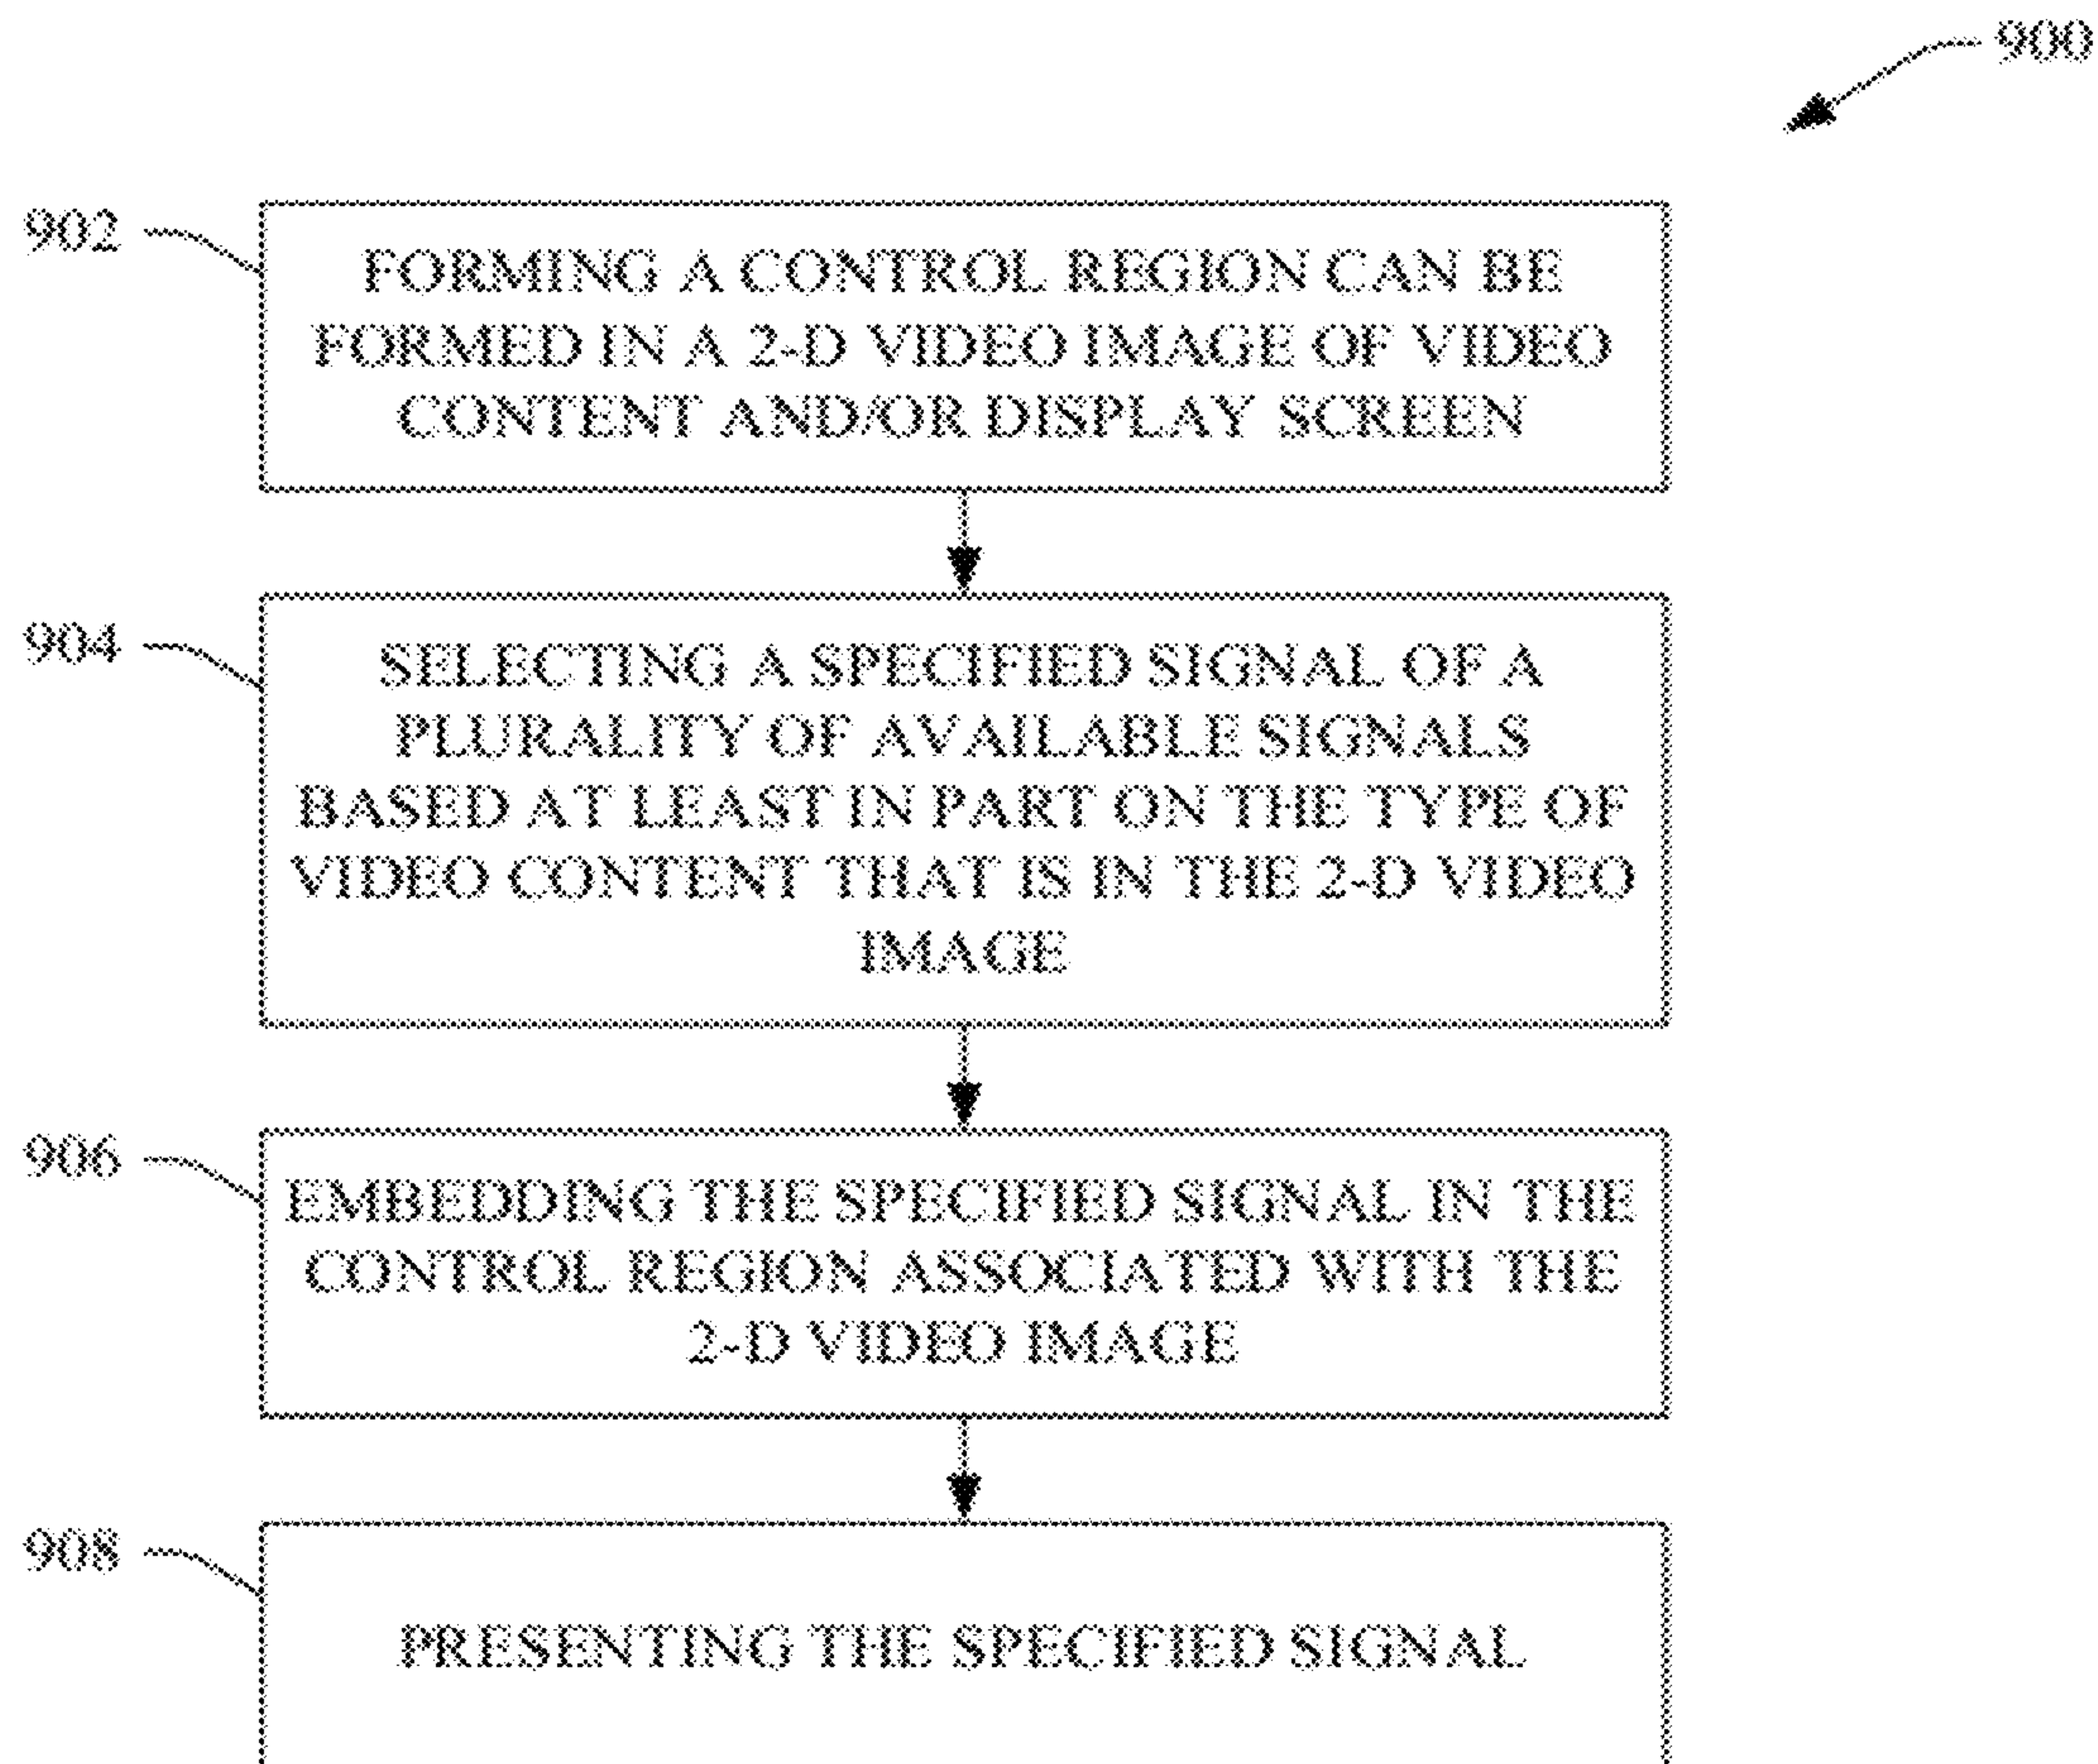 900
902
FORMING A CONTROL REGION CAN BE
FORMED IN A 2-D VIDEO IMAGE OF VIDEO
CONTENT AND/OR DISPLAY SCREEN
904
SELECTING A SPECIFIED SIGNAL OF A
PLURALITY OF AVAILABLE SIGNALS
BASED AT LEAST IN PART ON THE TYPE OF
VIDEO CONTENT THAT IS IN THE 2-D VIDEO
IMAGE
906
EMBEDDING THE SPECIFIED SIGNAL IN THE
CONTROL REGION ASSOCIATED WITH THE
2-D VIDEO IMAGE
908
PRESENTING THE SPECIFIED SIGNAL